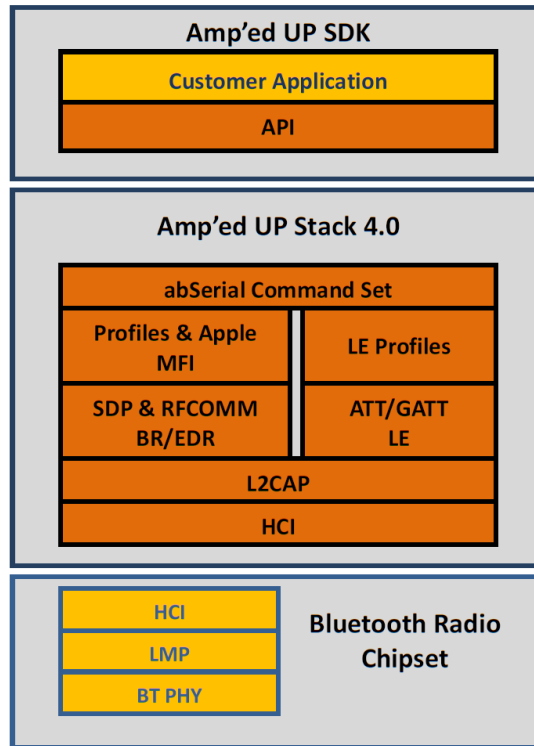 Amp’ed UP SDK
Customer Application
API
Amp’ed UP Stack 4.0
abSerial Command Set
Profiles & Apple
MFI
LE Profiles
SDP & RFCOMM
BR/EDR
ATT/GATT
LE
L2CAP
HCI
HCI
LMP
BT PHY
Bluetooth Radio
Chipset